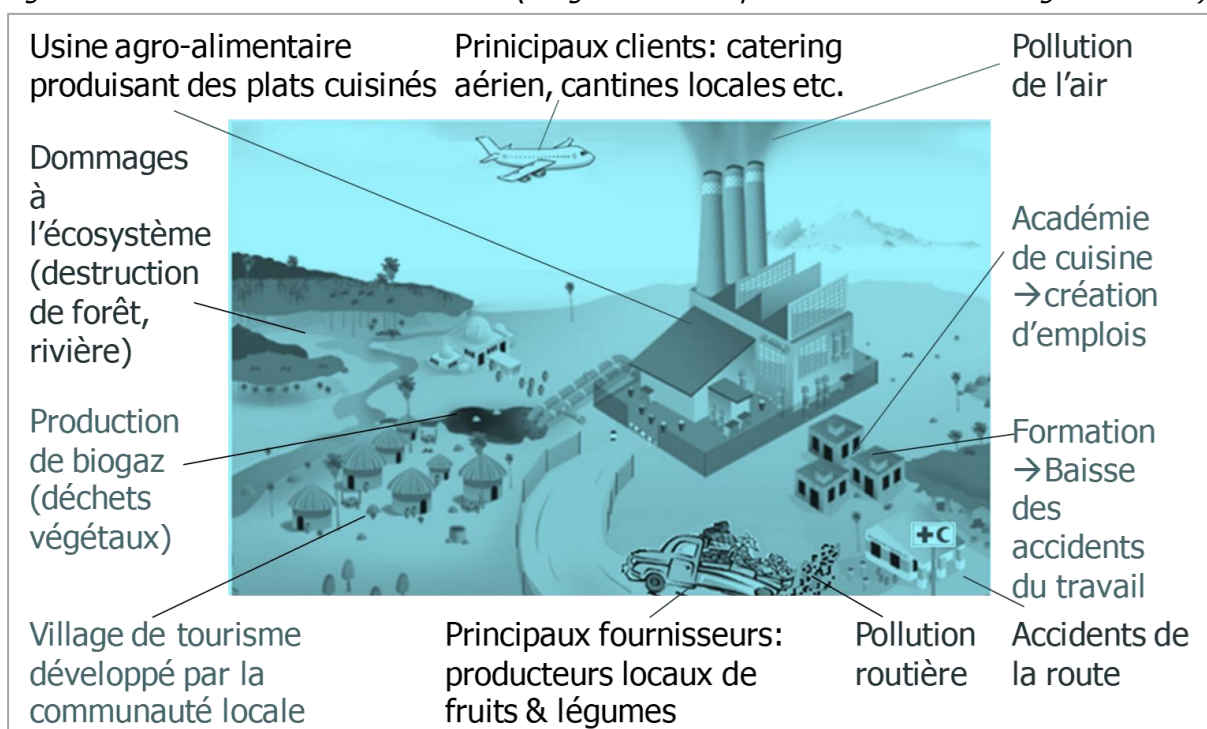 Usine agro-alimentaire
produisant des plats cuisinés
Prinicipaux clients: catering
aérien, cantines locales etc.
Pollution
de l'air
Dommages
à
l'écosystème
(destruction
de forêt,
rivière)
Académie
de cuisine
→création
d'emplois
Production
de biogaz
(déchets
végétaux)
Formation
→Baisse
des
accidents
du travail
+C
Village de tourisme
développé par la
communauté locale
Principaux fournisseurs:
producteurs locaux de
fruits & légumes
Pollution
routière
Accidents de
la route